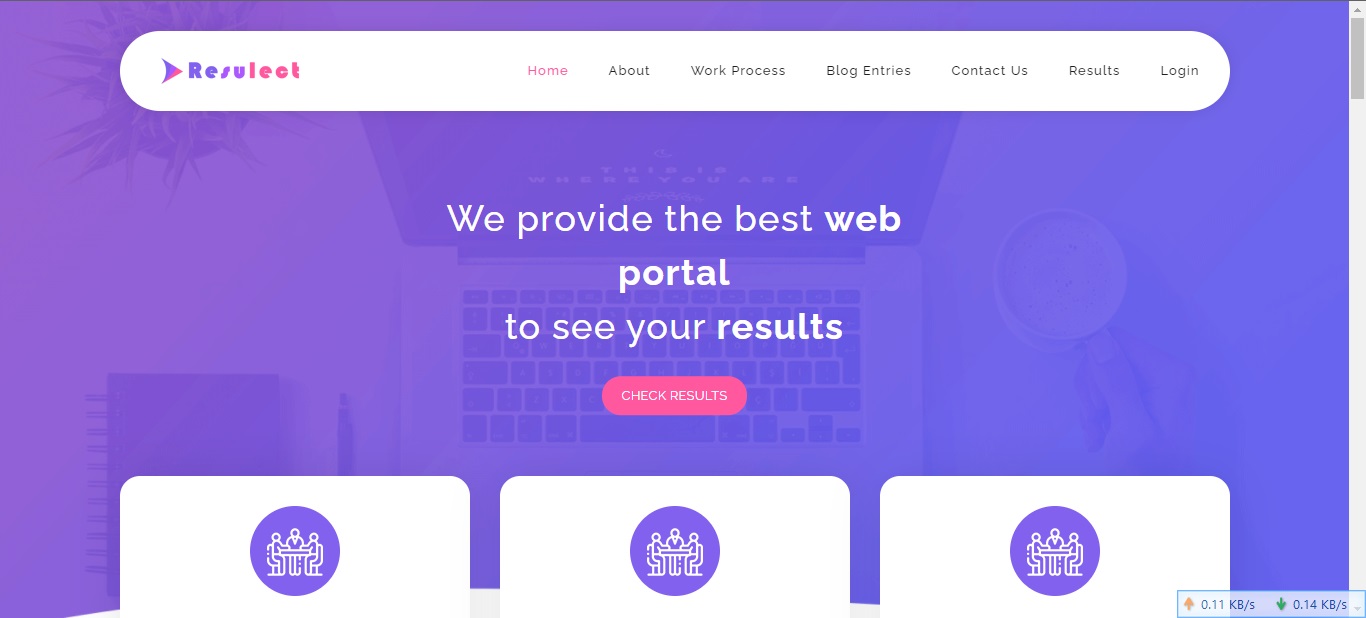 Resulect
Home About Work Process Blog Entries Contact Us Results Login
THIS IS
WHERE YOU ARE
We provide the best web
portal
to see your results
CHECK RESULTS
0.11 KB/s 0.14 KB/s